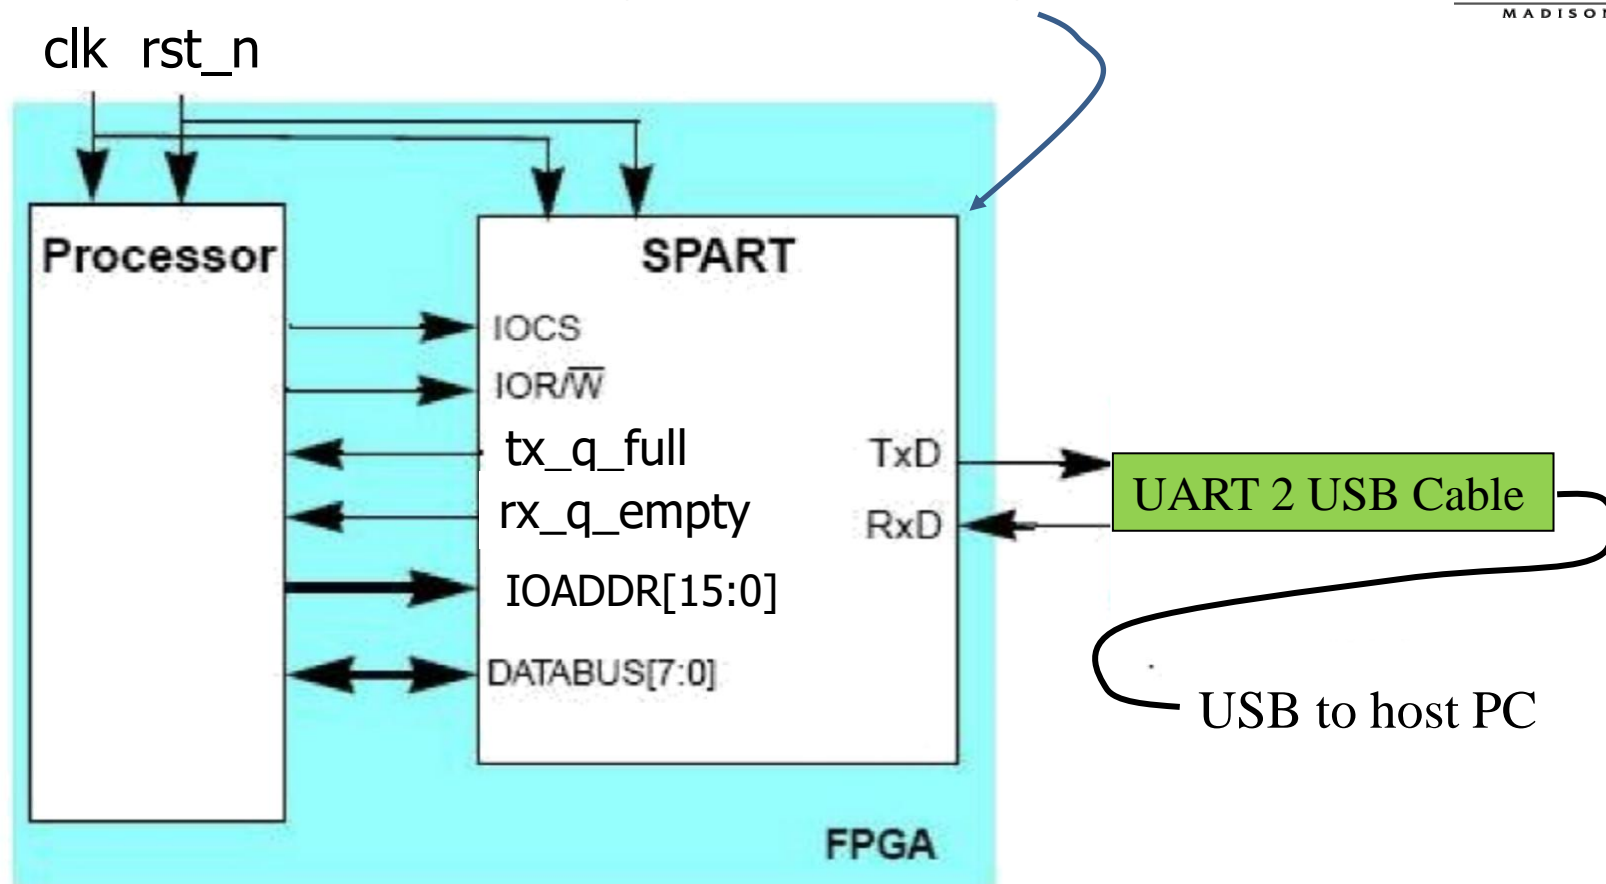 MADISON
clk rst_n
Processor
SPART
IOCS
IOR/W̅
tx_q_full
rx_q_empty
IOADDR[15:0]
DATABUS[7:0]
TxD
RxD
UART 2 USB Cable
USB to host PC
FPGA